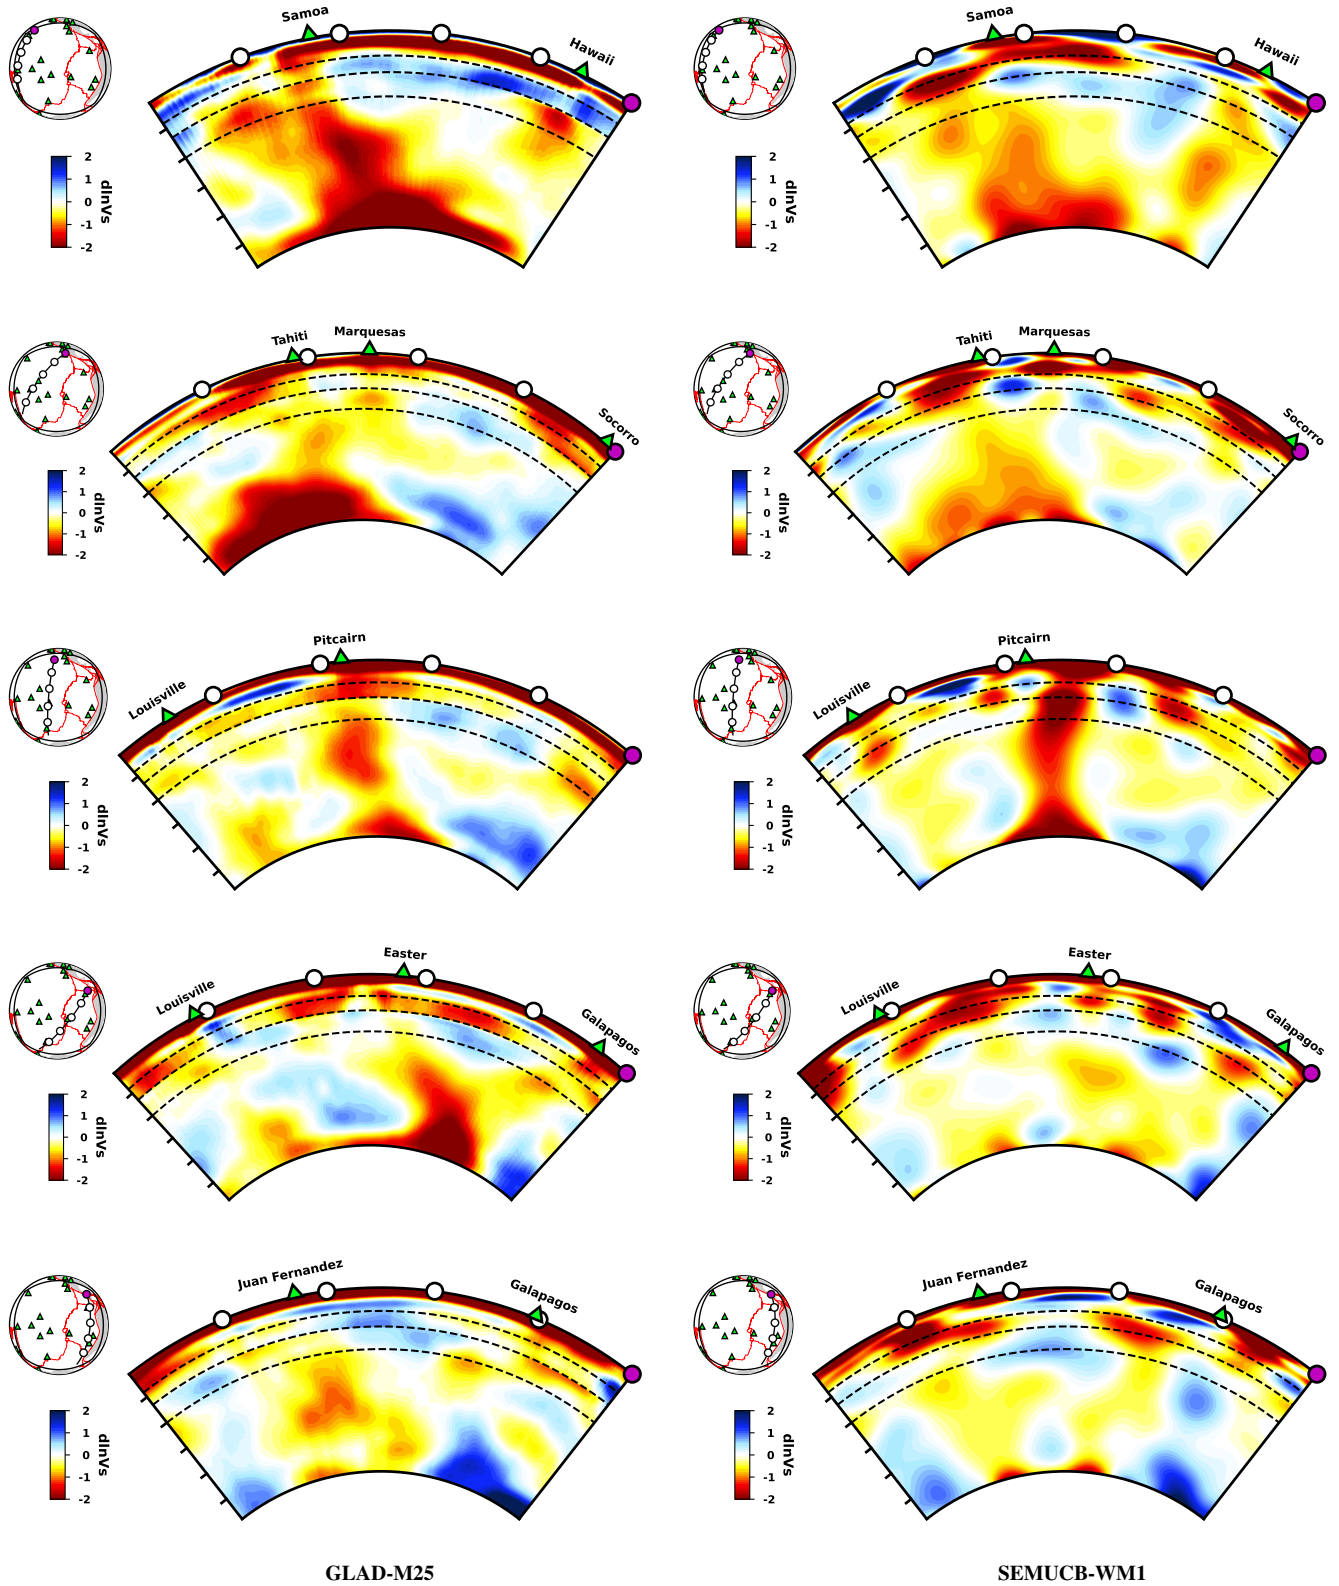 Samoa
Hawaii
Samoa
Hawaii
2
1
0
-1
-2
dlnVs
2
1
0
-1
-2
dlnVs
Tahiti
Marquesas
Socorro
Tahiti
Marquesas
Socorro
2
1
0
-1
-2
dlnVs
2
1
0
-1
-2
dlnVs
Pitcairn
Louisville
Pitcairn
Louisville
2
1
0
-1
-2
dlnVs
2
1
0
-1
-2
dlnVs
Easter
Louisville
Galapagos
Easter
Louisville
Galapagos
2
1
0
-1
-2
dlnVs
2
1
0
-1
-2
dlnVs
Juan Fernandez
Galapagos
Juan Fernandez
Galapagos
2
1
0
-1
-2
dlnVs
2
1
0
-1
-2
dlnVs
GLAD-M25
SEMUCB-WM1